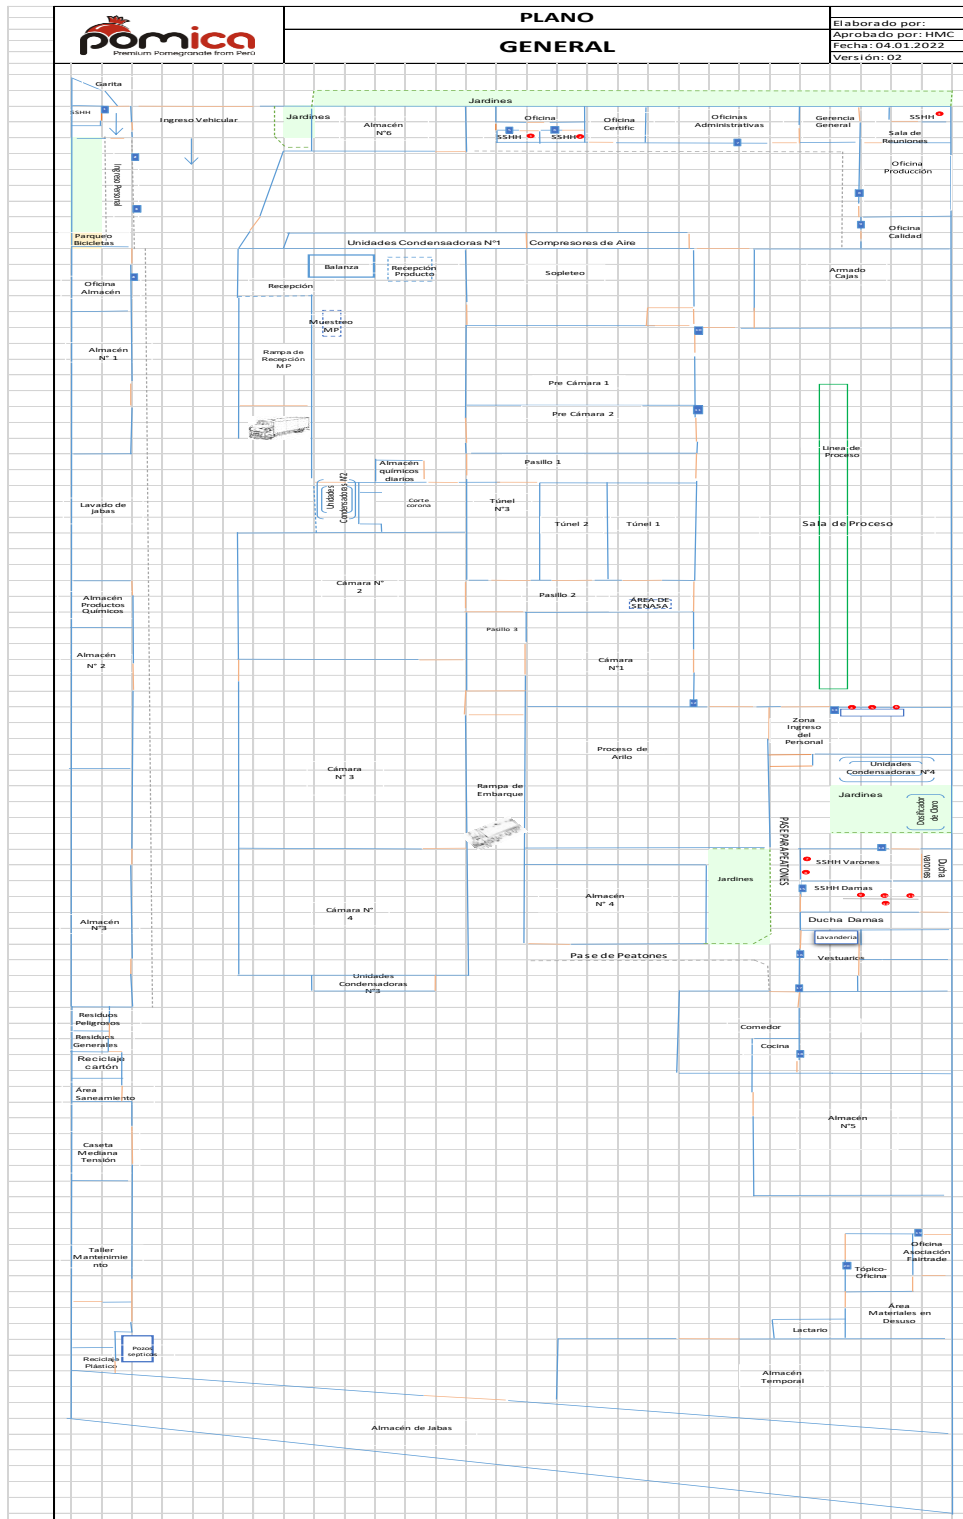 pomica
Premium Pomegranate from Perú
PLANO
GENERAL
Elaborado por:
Aprobado por: HMC
Fecha: 04.01.2022
Versión: 02
Garita
SSHH
Ingreso Vehicular
Ingreso Personal
Parqueo
Bicicletas
Jardines
Jardines
Almacén
N°6
Oficina
SSHH
SSHH
Oficina
Certific
Oficinas
Administrativas
Gerencia
General
SSHH
Sala de
Reuniones
Oficina
Producción
Oficina
Calidad
Unidades Condensadoras N°1
Compresores de Aire
Balanza
Recepción
Producto
Sopleteo
Armado
Cajas
Oficina
Almacén
Recepción
Muestreo
MP
Almacén
N° 1
Rampa de
Recepción
MP
Pre Cámara 1
Pre Cámara 2
Linea de
Proceso
Pasillo 1
Almacén
químicos
diarios
Unidades
Condensadoras N°2
Corte
corona
Túnel
N°3
Túnel 2
Túnel 1
Sala de Proceso
Lavado de
jabas
Cámara N°
2
Pasillo 2
ÁREA DE
SENASA
Almacén
Productos
Químicos
Pasillo 3
Almacén
N° 2
Cámara
N°1
Zona
Ingreso
del
Personal
Proceso de
Arilo
Cámara
N° 3
Rampa de
Embarque
Unidades
Condensadoras N°4
Jardines
Dosificador
de Cloro
PASE PARA PEATONES
SSHH Varones
Ducha
varones
Jardines
SSHH Damas
Almacén
N° 4
Cámara N°
4
Almacén
N°3
Ducha Damas
Lavandería
Vestuarios
Pase de Peatones
Unidades
Condensadoras
N°3
Residuos
Peligrosos
Residuos
Generales
Reciclaje
cartón
Área
Saneamiento
Comedor
Cocina
Almacén
N°5
Caseta
Mediana
Tensión
Taller
Mantenimie
nto
Oficina
Asociación
Fairtrade
Tópico-
Oficina
Área
Materiales en
Desuso
Lactario
Pozos
sépticos
Reciclaje
Plástico
Almacén
Temporal
Almacén de Jabas